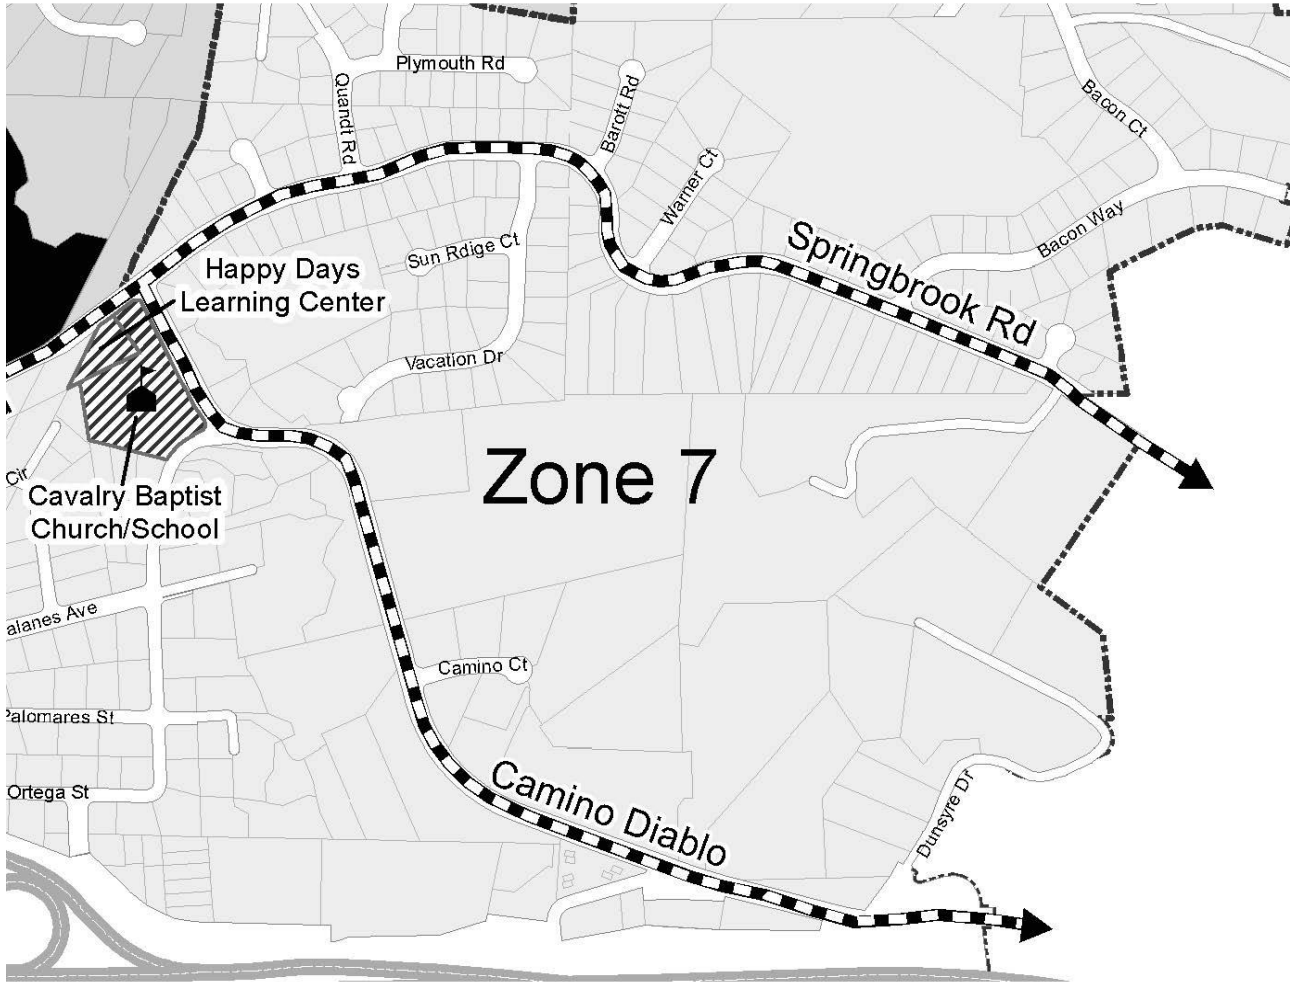 Plymouth Rd
Quandt Rd
Barott Rd
Bacon Ct
Warner Ct
Bacon Way
Sun Rdige Ct
Springbrook Rd
Happy Days
Learning Center
Vacation Dr
Zone 7
Cir
Cavalry Baptist
Church/School
alanes Ave
Camino Ct
Palomares St
Camino Diablo
Ortega St
Dunsyre Dr